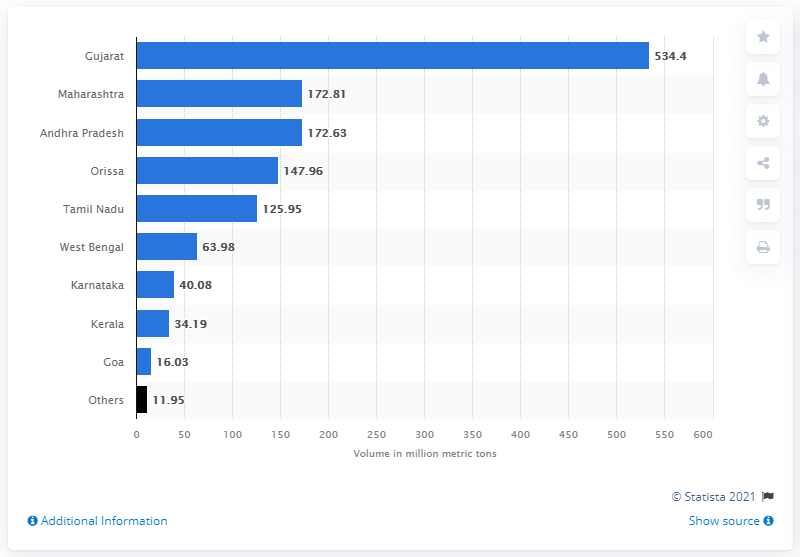 Gujarat 534.4
Maharashtra 172.81
Andhra Pradesh 172.63
Orissa 147.96
Tamil Nadu 125.95
West Bengal 63.98
Karnataka 40.08
Kerala 34.19
Goa 16.03
Others 11.95
0 50 100 150 200 250 300 350 400 450 500 550 600
Volume in million metric tons
© Statista 2021
Additional Information Show source